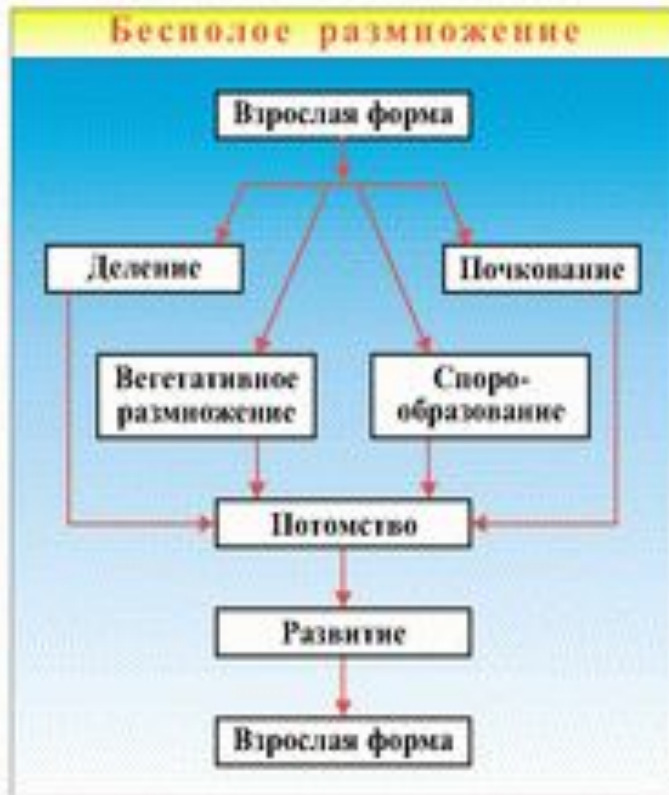 Бесполое размножение
Взрослая форма
Деление
Почкование
Вегетативное
размножение
Споро-
образование
Потомство
Развитие
Взрослая форма